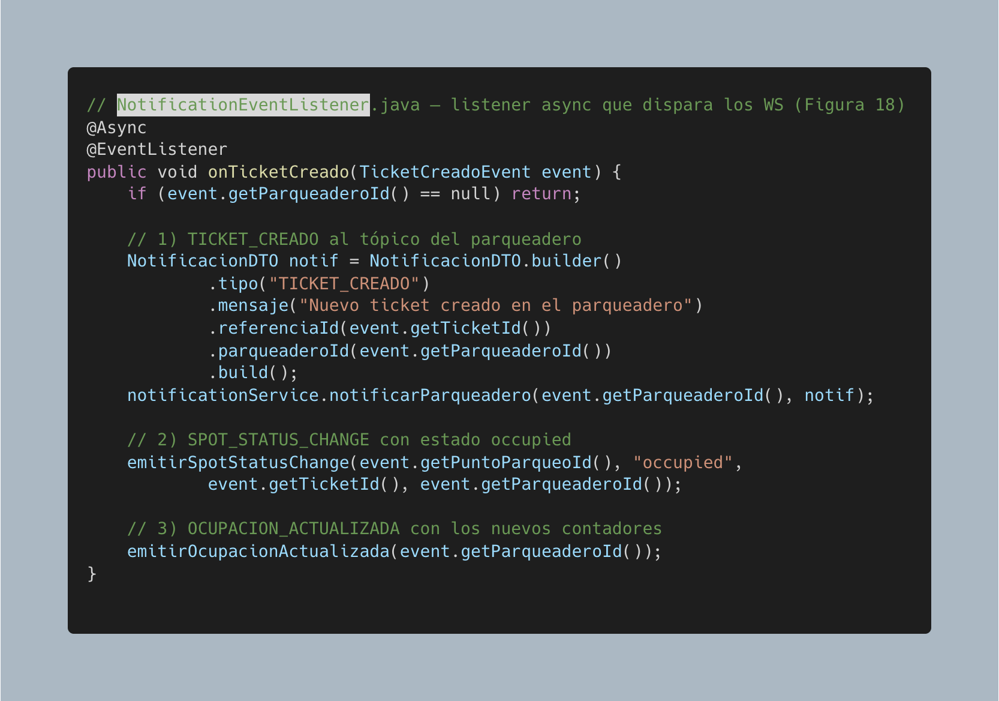 // NotificationEventListener.java – listener async que dispara los WS (Figura 18)
@Async
@EventListener
public void onTicketCreado(TicketCreadoEvent event) {
    if (event.getParqueaderoId() == null) return;

    // 1) TICKET_CREADO al tópico del parqueadero
    NotificacionDTO notif = NotificacionDTO.builder()
            .tipo("TICKET_CREADO")
            .mensaje("Nuevo ticket creado en el parqueadero")
            .referenciaId(event.getTicketId())
            .parqueaderoId(event.getParqueaderoId())
            .build();
    notificationService.notificarParqueadero(event.getParqueaderoId(), notif);

    // 2) SPOT_STATUS_CHANGE con estado occupied
    emitirSpotStatusChange(event.getPuntoParqueoId(), "occupied",
            event.getTicketId(), event.getParqueaderoId());

    // 3) OCUPACION_ACTUALIZADA con los nuevos contadores
    emitirOcupacionActualizada(event.getParqueaderoId());
}